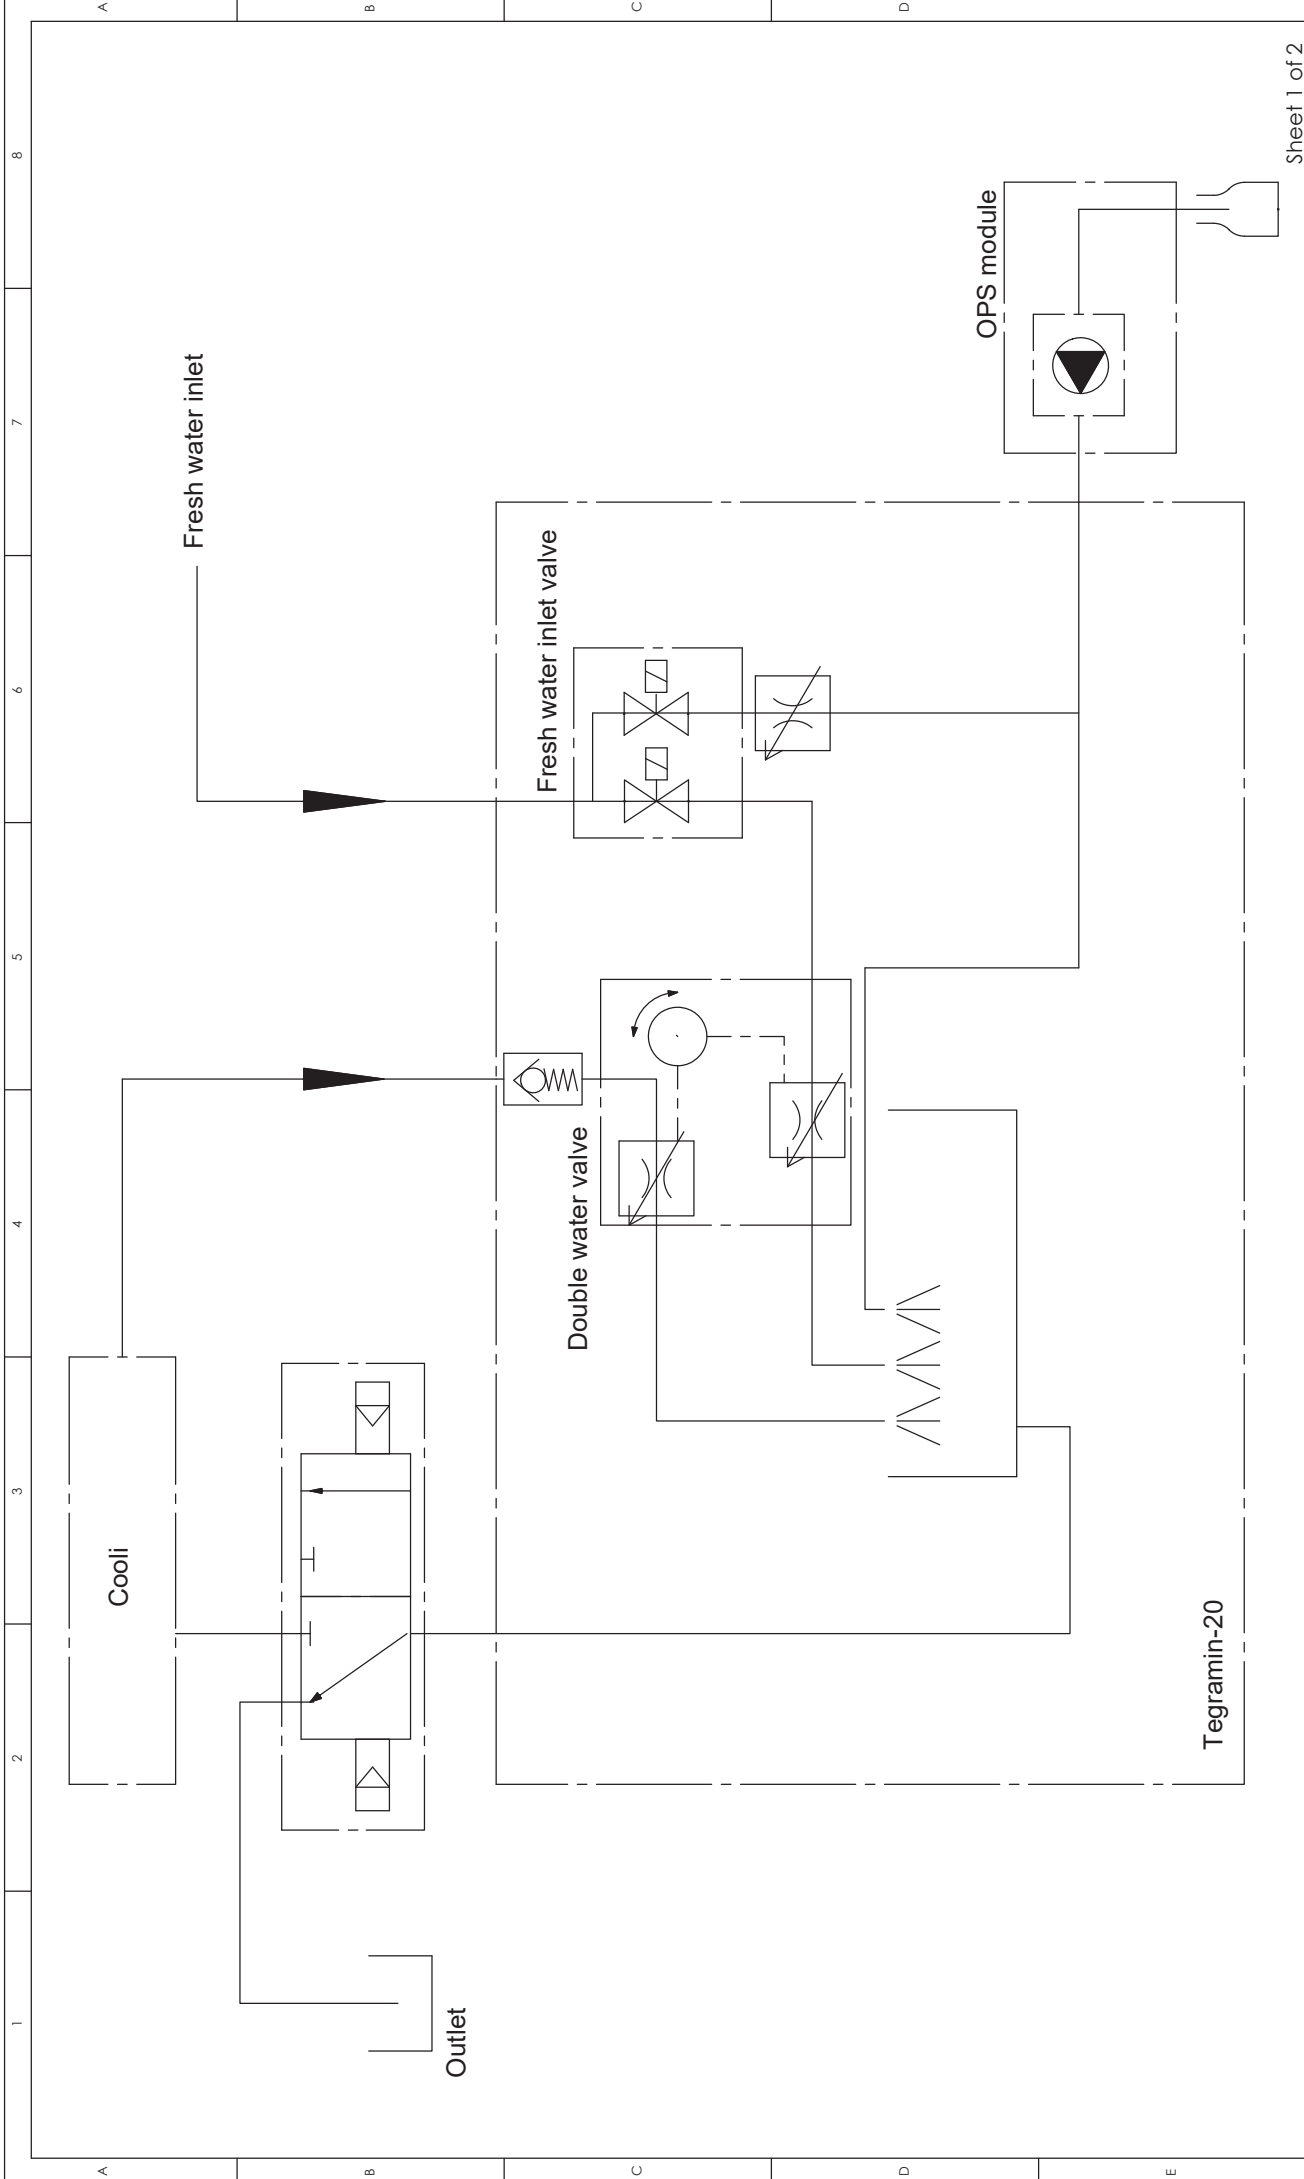 1
2
3
4
5
6
7
8
A
A
B
B
C
C
D
D
E
Cooli
Fresh water inlet
Outlet
Double water valve
Fresh water inlet valve
OPS module
Tegramin-20
Sheet 1 of 2